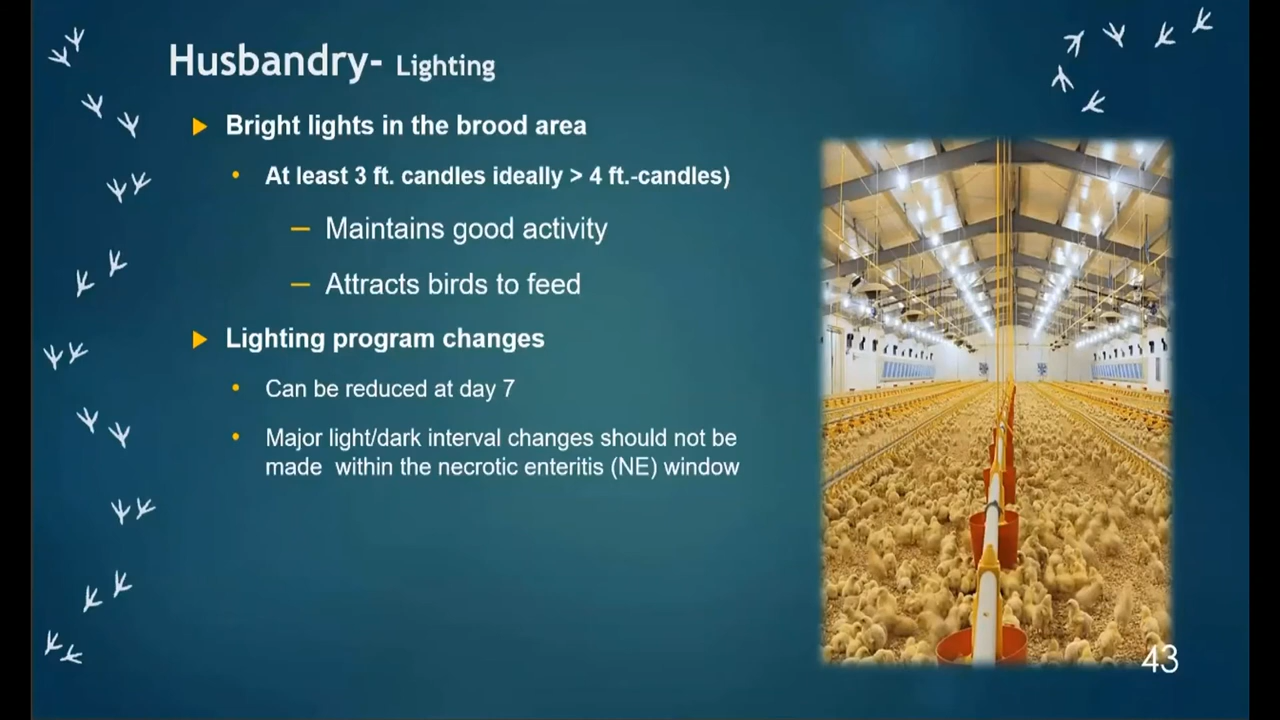 Husbandry- Lighting
Bright lights in the brood area
At least 3 ft. candles ideally > 4 ft.-candles)
Maintains good activity
Attracts birds to feed
Lighting program changes
Can be reduced at day 7
Major light/dark interval changes should not be
made within the necrotic enteritis (NE) window
43